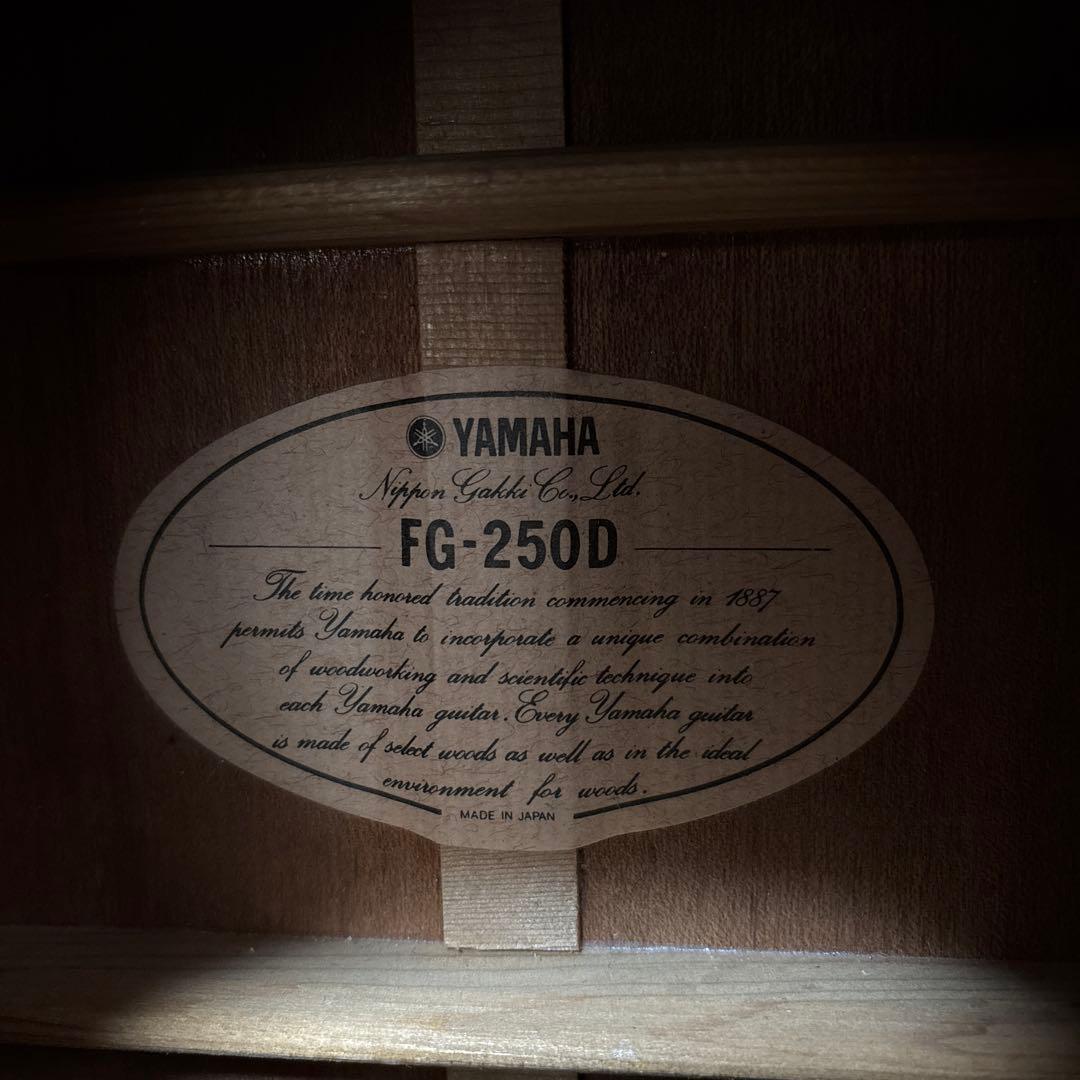 YAMAHA
Nippon Gakki Co., Ltd.
FG-250D
The time honored tradition commencing in 1887
permits Yamaha to incorporate a unique combination
of woodworking and scientific technique into
each Yamaha guitar. Every Yamaha guitar
is made of select woods as well as in the ideal
environment for woods.
MADE IN JAPAN